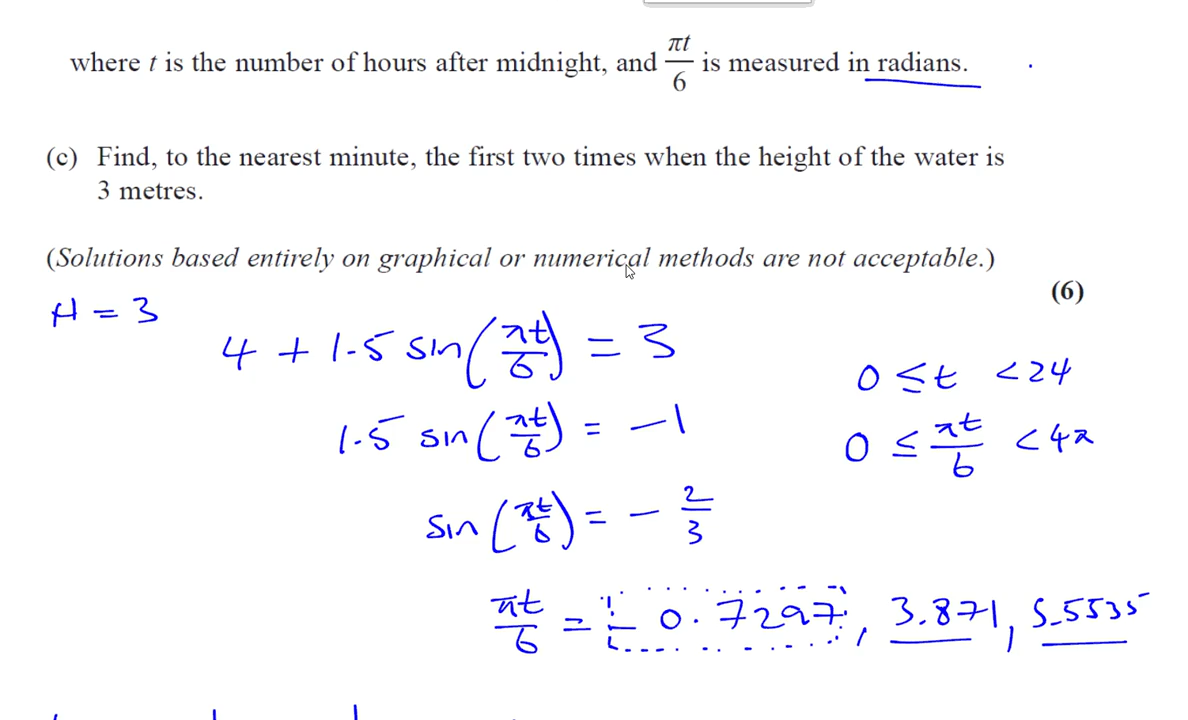 where t is the number of hours after midnight, and πt/6 is measured in radians.
(c) Find, to the nearest minute, the first two times when the height of the water is
3 metres.
(Solutions based entirely on graphical or numerical methods are not acceptable.)
(6)
H = 3
4 + 1.5 sin(πt/6) = 3
0 ≤ t < 24
1.5 sin(πt/6) = -1
0 ≤ πt/6 < 4π
sin(πt/6) = - 2/3
πt/6 = - 0.7297, 3.871, 5.5535